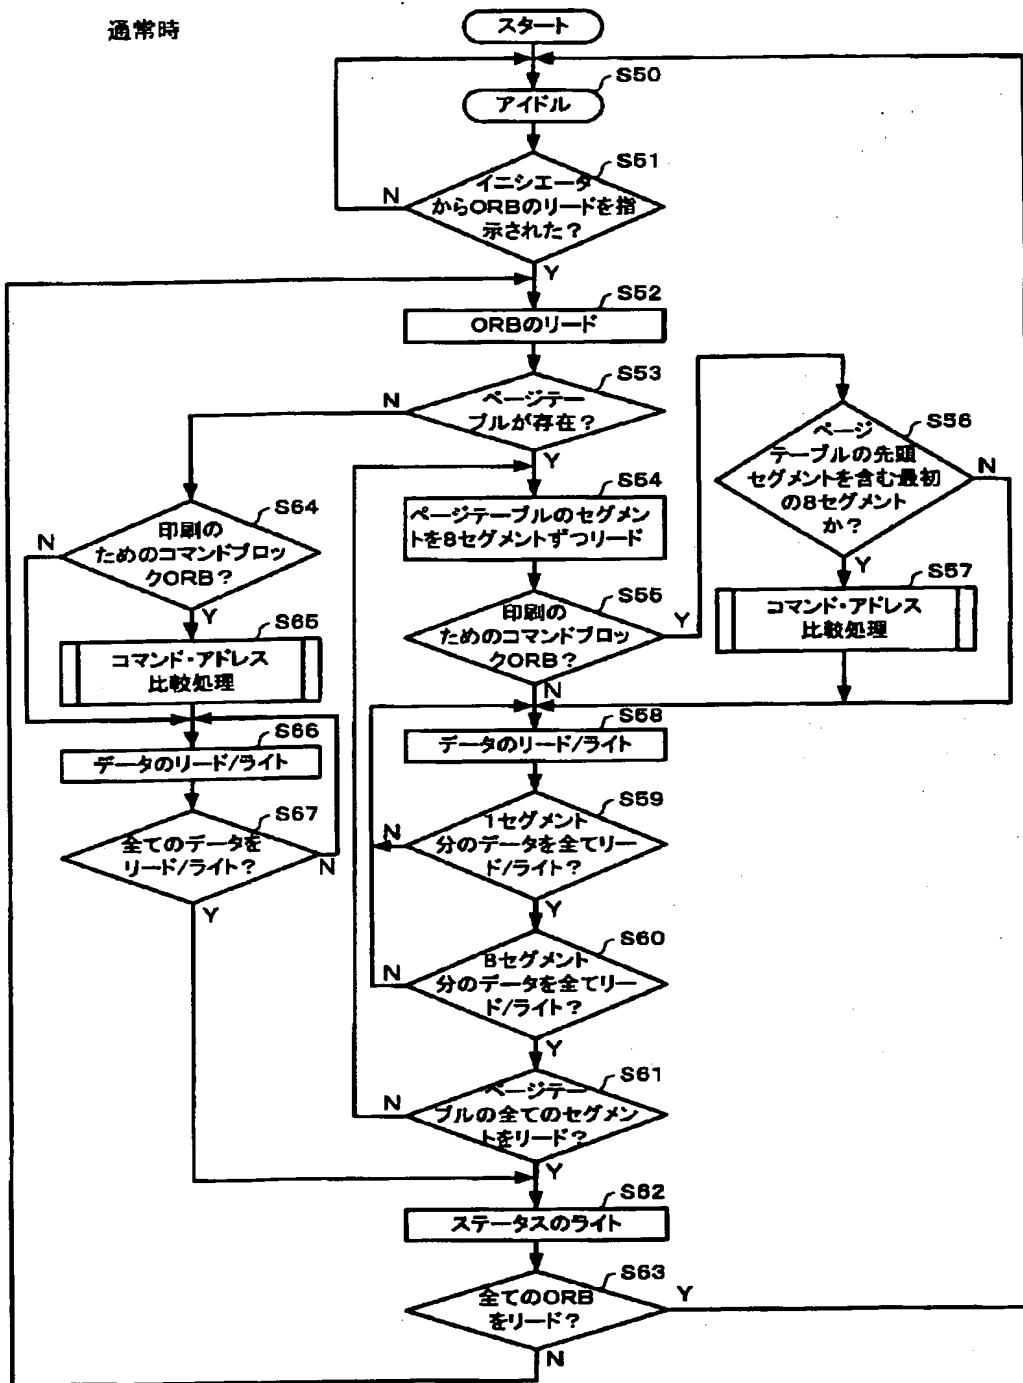 通常時
スタート
S50
アイドル
S51
イニシエータ
からORBのリードを指
示された?
N
Y
S52
ORBのリード
S53
ページテー
ブルが存在?
N
Y
S54
ページテーブルのセグメン
トを8セグメントずつリード
S55
印刷の
ためのコマンドブロッ
クORB?
Y
N
S56
ページ
テーブルの先頭
セグメントを含む最初
の8セグメント
か?
N
Y
S57
コマンド・アドレス
比較処理
S64
印刷の
ためのコマンドブロッ
クORB?
N
Y
S65
コマンド・アドレス
比較処理
S66
データのリード/ライト
S67
全てのデータを
リード/ライト?
N
Y
S58
データのリード/ライト
S59
1セグメント
分のデータを全てリー
ド/ライト?
N
Y
S60
8セグメント
分のデータを全てリー
ド/ライト?
N
Y
S61
ページテー
ブルの全てのセグメン
トをリード?
N
Y
S62
ステータスのライト
S63
全てのORB
をリード?
Y
N